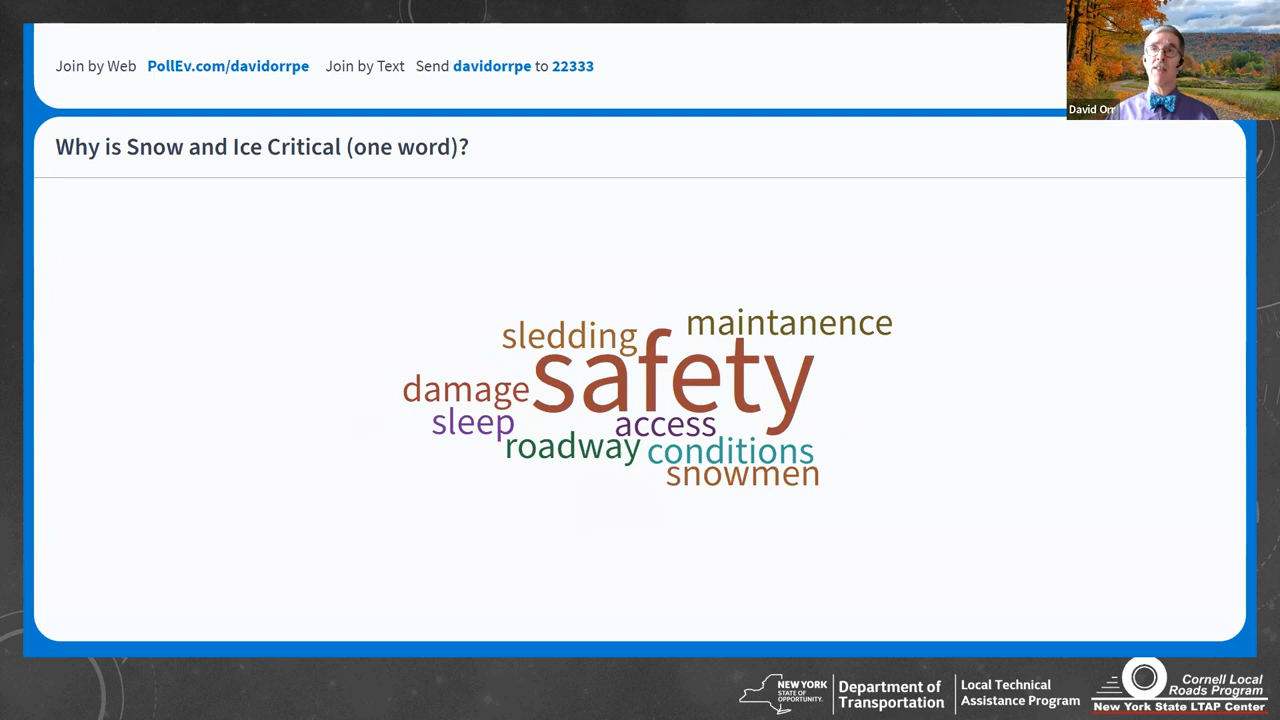 Join by Web PollEv.com/davidorrpe Join by Text Send davidorrpe to 22333
David Orr
Why is Snow and Ice Critical (one word)?
maintanence
sledding
safety
damage
sleep
access
roadway
conditions
snowmen
NEW YORK
STATE OF
OPPORTUNITY.
Department of
Transportation
Local Technical
Assistance Program
Cornell Local
Roads Program
New York State LTAP Center